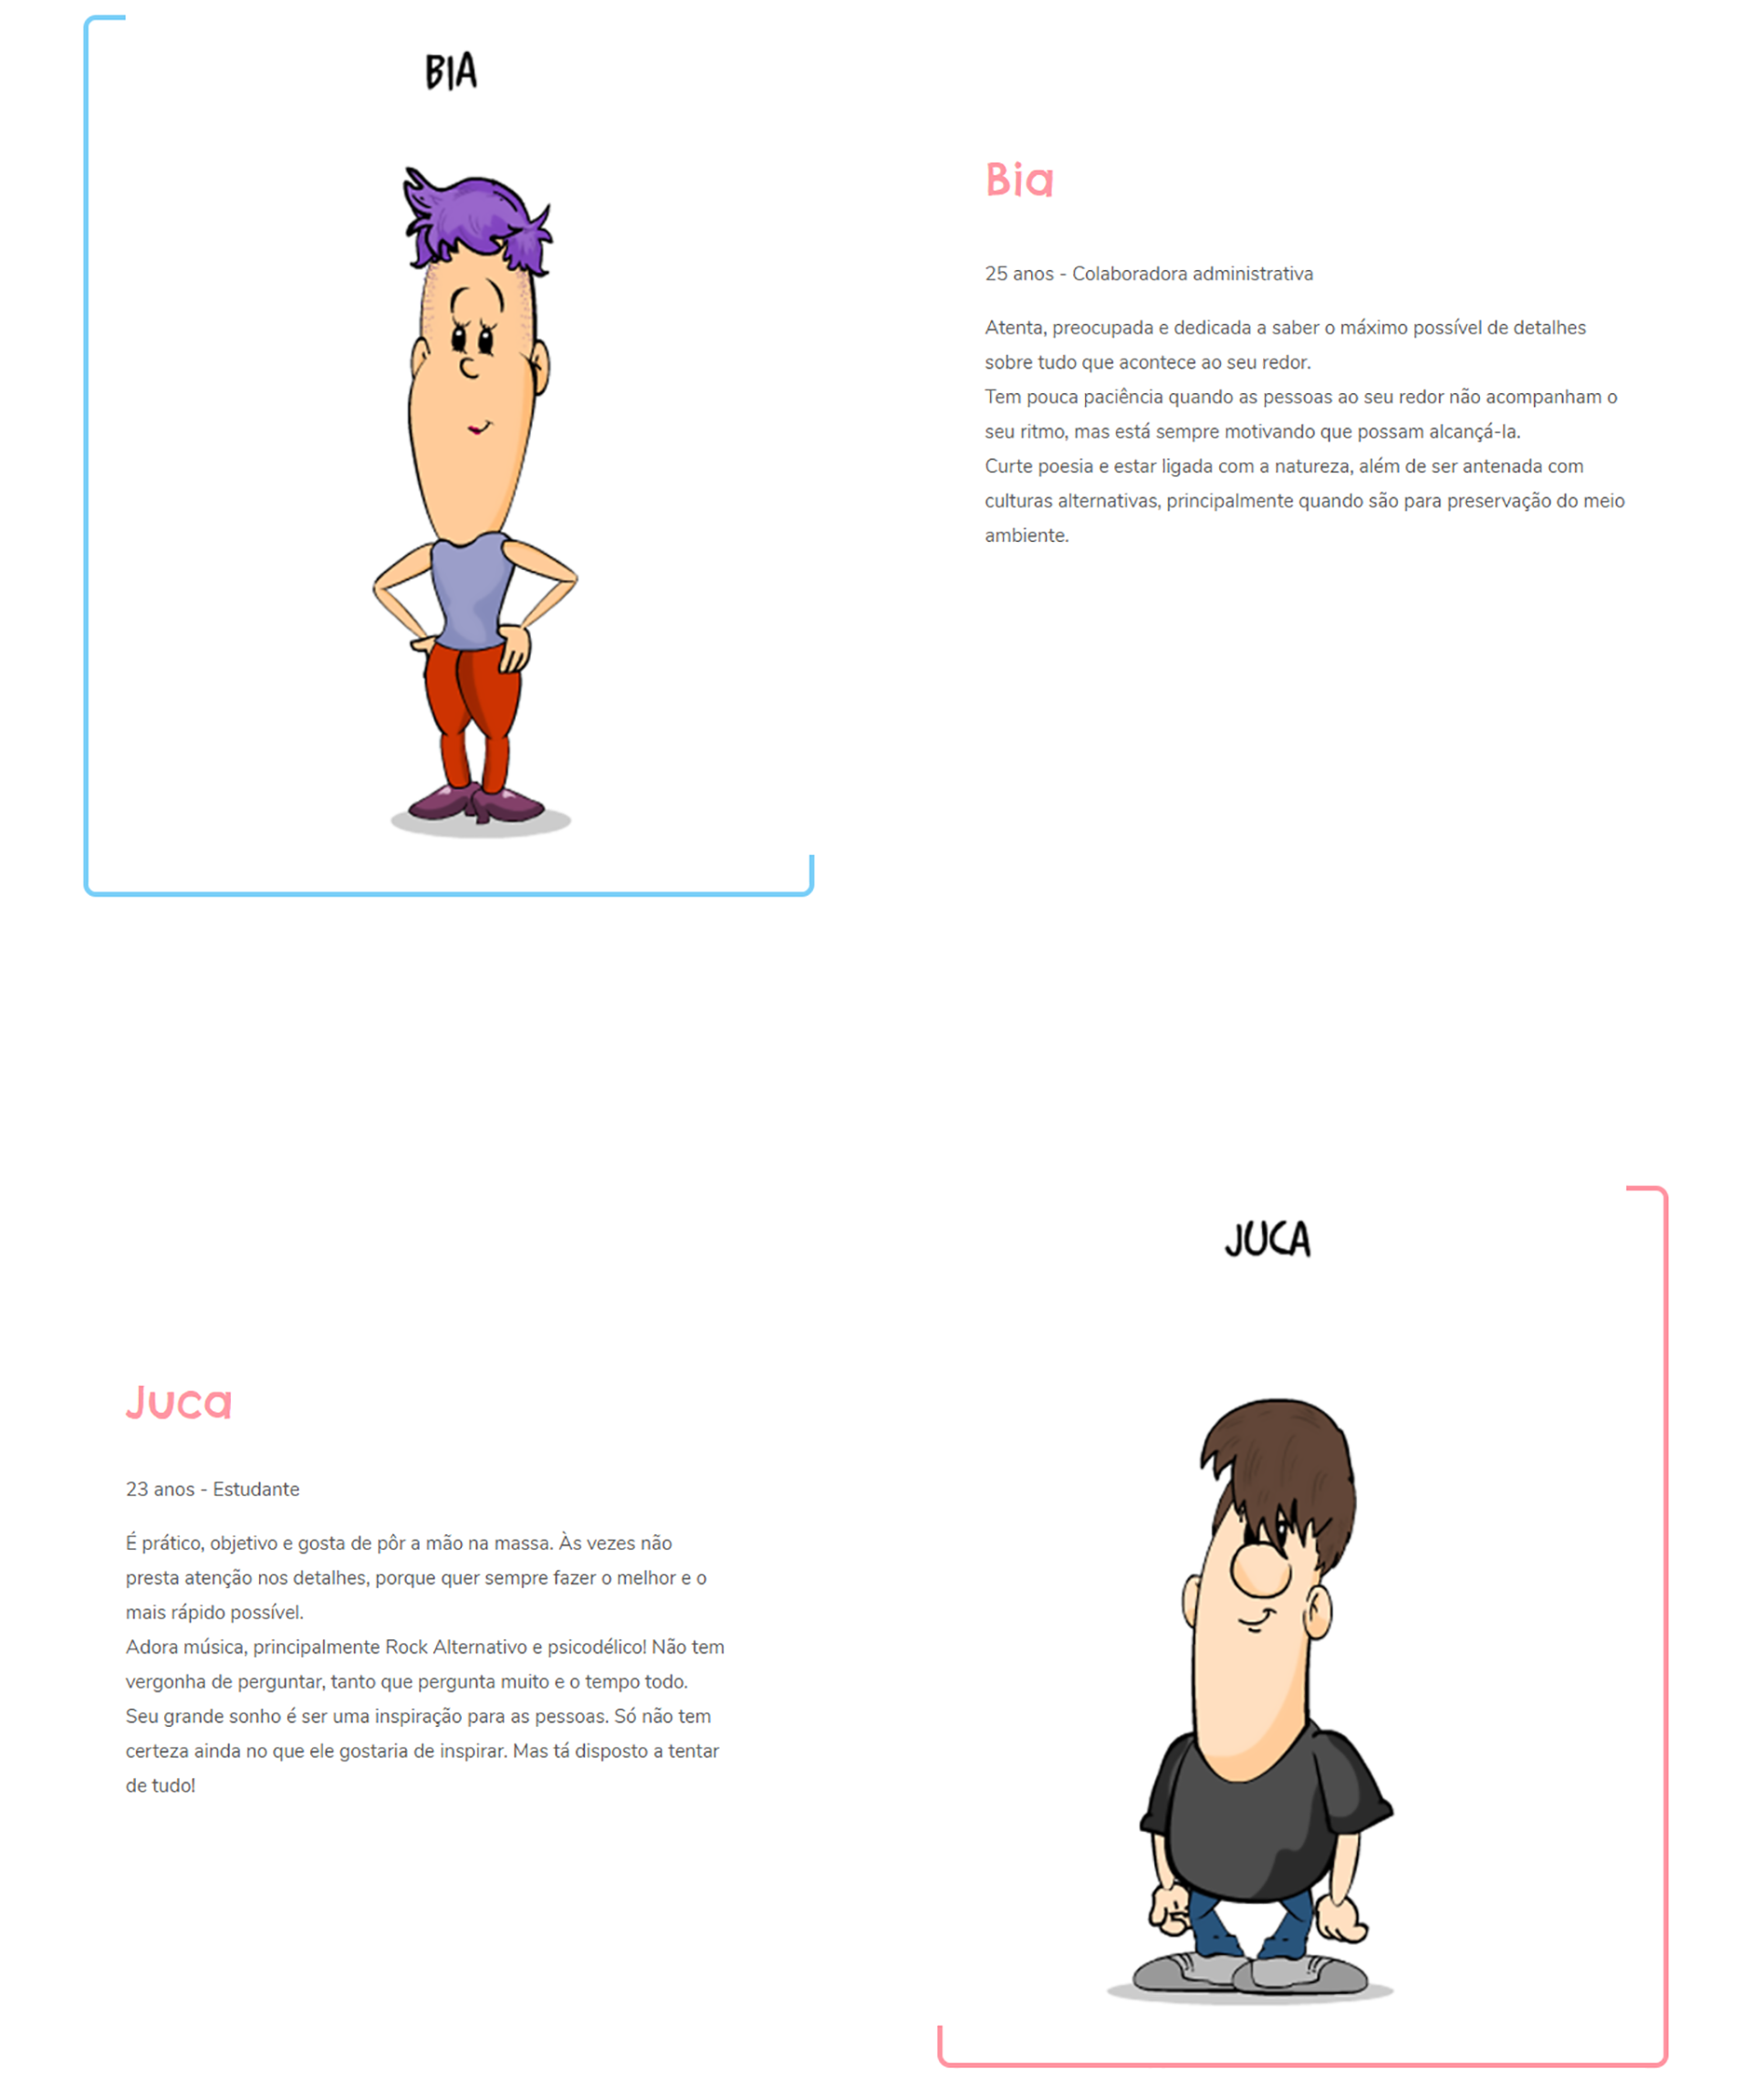 BIA
Bia
25 anos - Colaboradora administrativa
Atenta, preocupada e dedicada a saber o máximo possível de detalhes
sobre tudo que acontece ao seu redor.
Tem pouca paciência quando as pessoas ao seu redor não acompanham o
seu ritmo, mas está sempre motivando que possam alcançá-la.
Curte poesia e estar ligada com a natureza, além de ser antenada com
culturas alternativas, principalmente quando são para preservação do meio
ambiente.
JUCA
Juca
23 anos - Estudante
É prático, objetivo e gosta de pôr a mão na massa. Às vezes não
presta atenção nos detalhes, porque quer sempre fazer o melhor e o
mais rápido possível.
Adora música, principalmente Rock Alternativo e psicodélico! Não tem
vergonha de perguntar, tanto que pergunta muito e o tempo todo.
Seu grande sonho é ser uma inspiração para as pessoas. Só não tem
certeza ainda no que ele gostaria de inspirar. Mas tá disposto a tentar
de tudo!